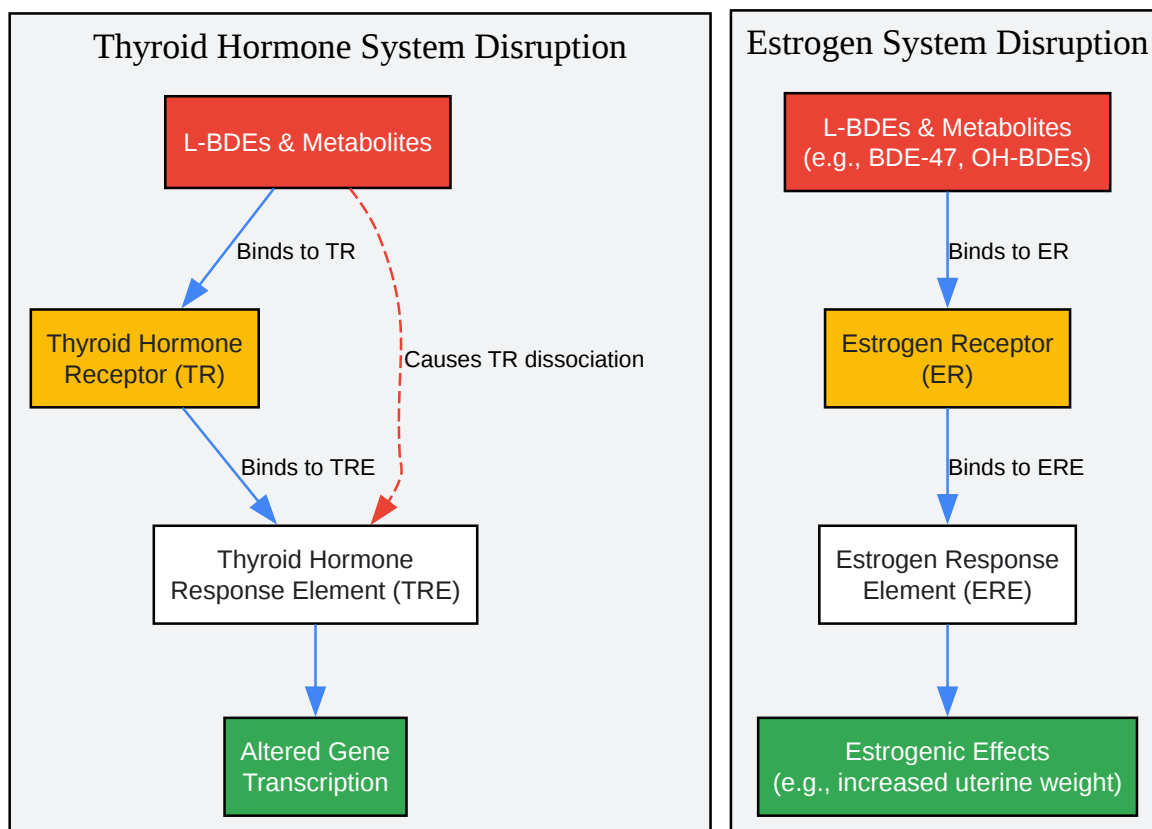 Thyroid Hormone System Disruption
L-BDEs & Metabolites
Binds to TR
Thyroid Hormone
Receptor (TR)
Causes TR dissociation
Binds to TRE
Thyroid Hormone
Response Element (TRE)
Altered Gene
Transcription
Estrogen System Disruption
L-BDEs & Metabolites
(e.g., BDE-47, OH-BDEs)
Binds to ER
Estrogen Receptor
(ER)
Binds to ERE
Estrogen Response
Element (ERE)
Estrogenic Effects
(e.g., increased uterine weight)